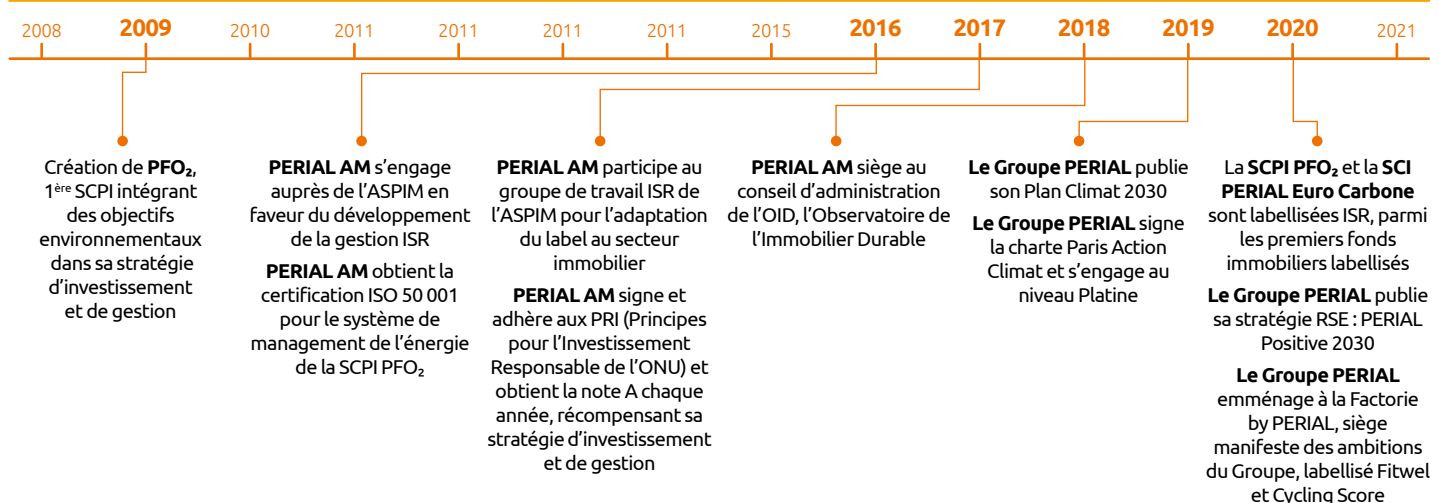 2008 2009 2010 2011 2011 2011 2011 2015 2016 2017 2018 2019 2020 2021
Création de PFO₂,
1ère SCPI intégrant
des objectifs
environnementaux
dans sa stratégie
d’investissement
et de gestion
PERIAL AM s’engage
auprès de l’ASPIM en
faveur du développement
de la gestion ISR
PERIAL AM obtient la
certification ISO 50 001
pour le système de
management de l’énergie
de la SCPI PFO₂
PERIAL AM participe au
groupe de travail ISR de
l’ASPIM pour l’adaptation
du label au secteur
immobilier
PERIAL AM signe et
adhère aux PRI (Principes
pour l’Investissement
Responsable de l’ONU) et
obtient la note A chaque
année, récompensant sa
stratégie d’investissement
et de gestion
PERIAL AM siège au
conseil d’administration
de l’OID, l’Observatoire de
l’Immobilier Durable
Le Groupe PERIAL publie
son Plan Climat 2030
Le Groupe PERIAL signe
la charte Paris Action
Climat et s’engage au
niveau Platine
La SCPI PFO₂ et la SCI
PERIAL Euro Carbone
sont labellisées ISR, parmi
les premiers fonds
immobiliers labellisés
Le Groupe PERIAL publie
sa stratégie RSE : PERIAL
Positive 2030
Le Groupe PERIAL
emménage à la Factorie
by PERIAL, siège
manifeste des ambitions
du Groupe, labellisé Fitwel
et Cycling Score